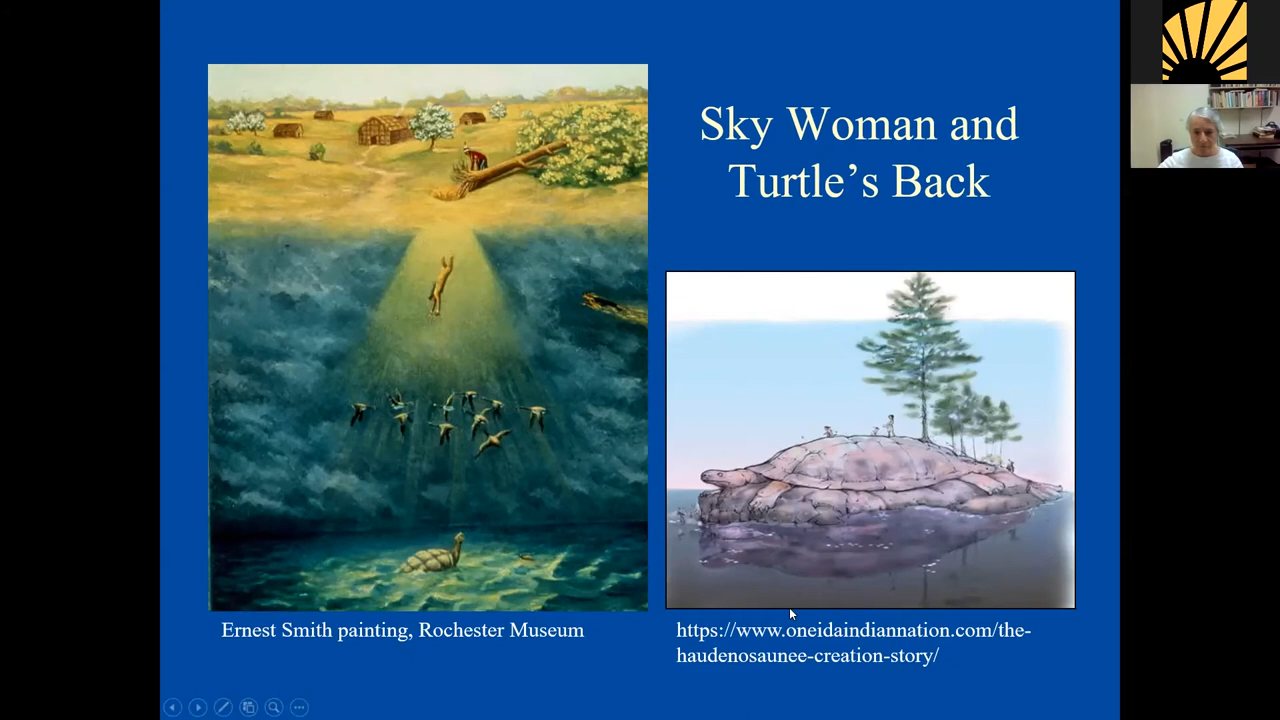 Sky Woman and
Turtle’s Back
Ernest Smith painting, Rochester Museum
https://www.oneidaindiannation.com/the-
haudenosaunee-creation-story/